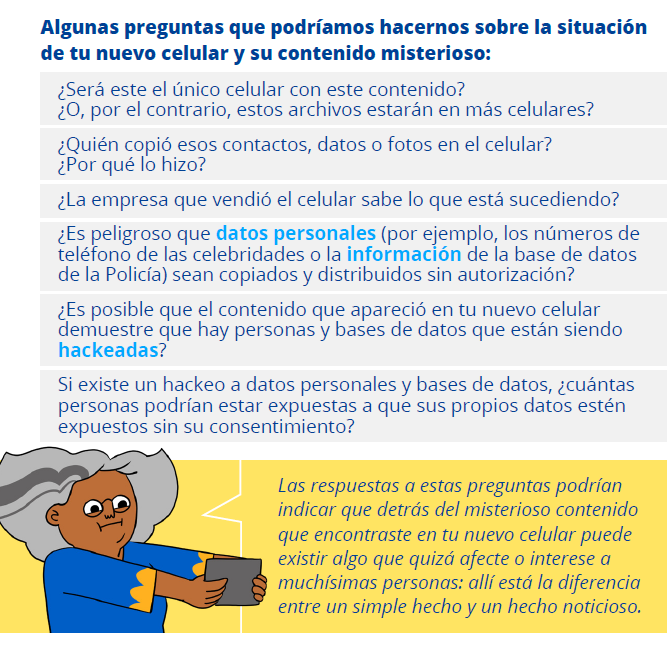 Algunas preguntas que podríamos hacernos sobre la situación
de tu nuevo celular y su contenido misterioso:
¿Será este el único celular con este contenido?
¿O, por el contrario, estos archivos estarán en más celulares?
¿Quién copió esos contactos, datos o fotos en el celular?
¿Por qué lo hizo?
¿La empresa que vendió el celular sabe lo que está sucediendo?
¿Es peligroso que datos personales (por ejemplo, los números de
teléfono de las celebridades o la información de la base de datos
de la Policía) sean copiados y distribuidos sin autorización?
¿Es posible que el contenido que apareció en tu nuevo celular
demuestre que hay personas y bases de datos que están siendo
hackeadas?
Si existe un hackeo a datos personales y bases de datos, ¿cuántas
personas podrían estar expuestas a que sus propios datos estén
expuestos sin su consentimiento?
Las respuestas a estas preguntas podrían
indicar que detrás del misterioso contenido
que encontraste en tu nuevo celular puede
existir algo que quizá afecte o interese a
muchísimas personas: allí está la diferencia
entre un simple hecho y un hecho noticioso.